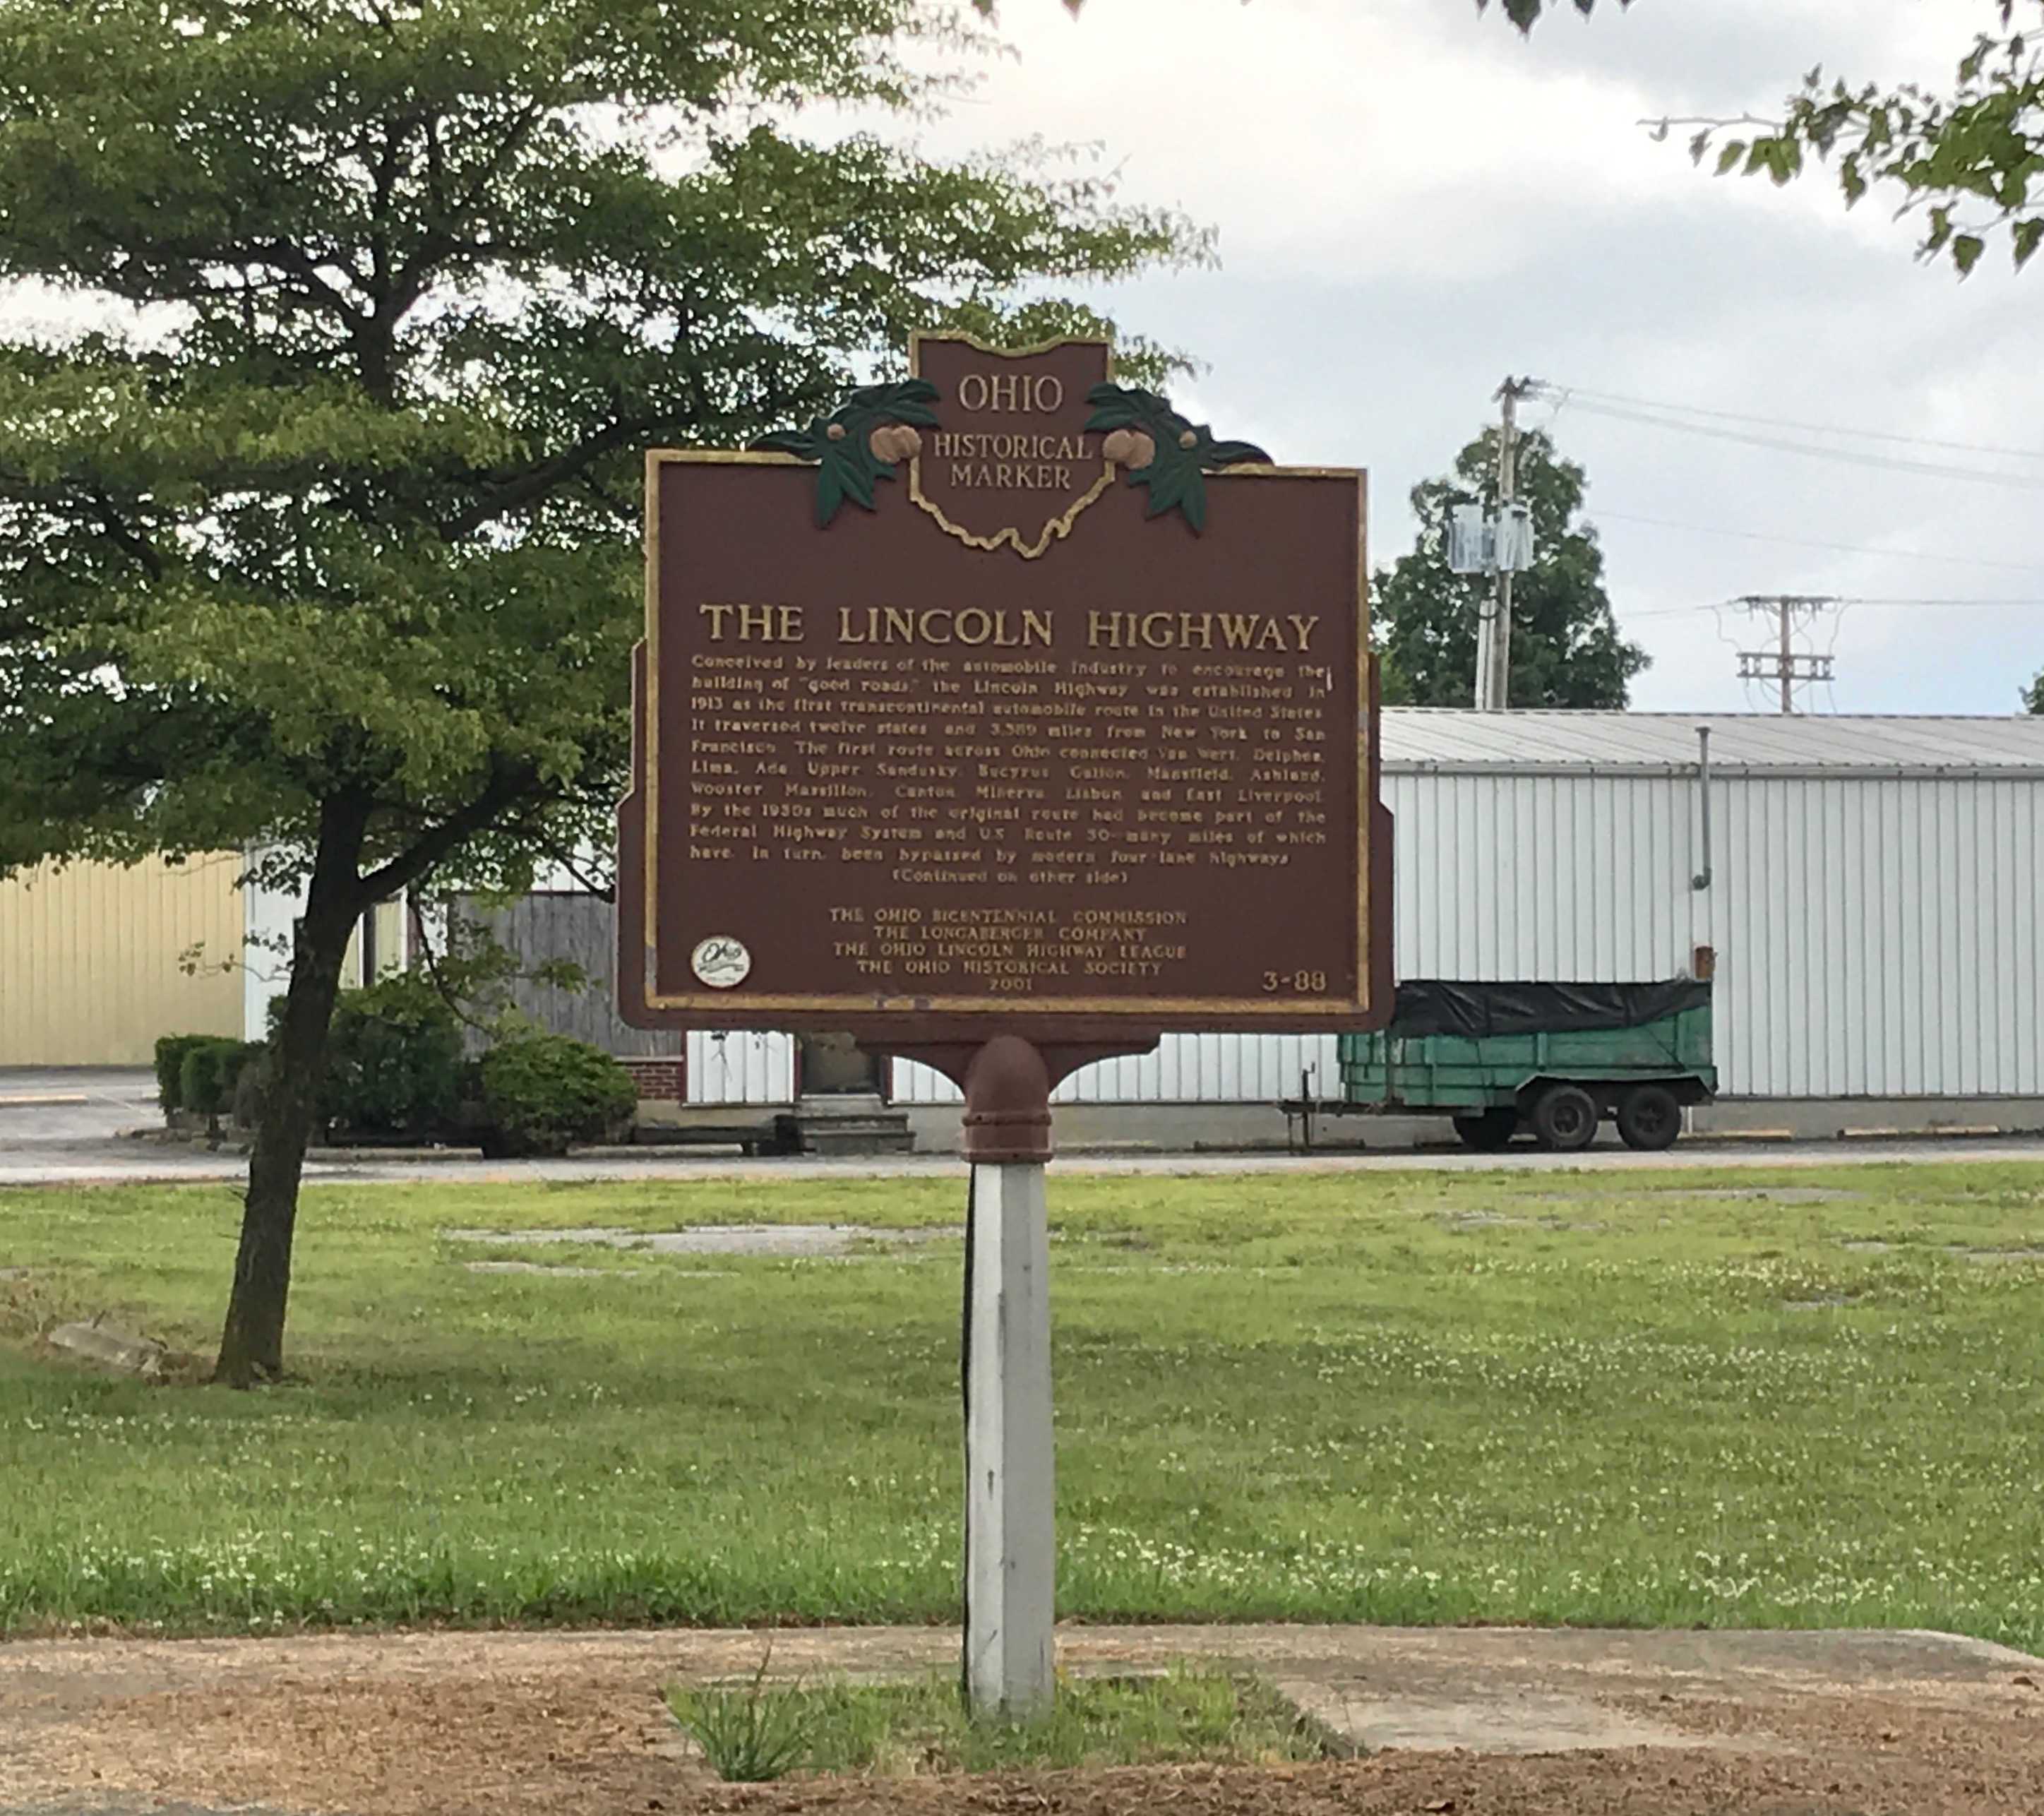 OHIO
HISTORICAL
MARKER
THE LINCOLN HIGHWAY
Conceived by leaders of the automobile industry to encourage the
building of "good roads," the Lincoln Highway was established in
1913 as the first transcontinental automobile route in the United States.
It traversed twelve states and 3,389 miles from New York to San
Francisco. The first route across Ohio connected Van Wert, Delphos,
Lima, Ada, Upper Sandusky, Bucyrus, Galion, Mansfield, Ashland,
Wooster, Massillon, Canton, Minerva, Lisbon, and East Liverpool.
By the 1930s much of the original route had become part of the
Federal Highway System and U.S. Route 30-many miles of which
have, in turn, been bypassed by modern four-lane highways.
(Continued on other side)
THE OHIO BICENTENNIAL COMMISSION
THE LONGABERGER COMPANY
THE OHIO LINCOLN HIGHWAY LEAGUE
THE OHIO HISTORICAL SOCIETY
2001
Ohio
3-88